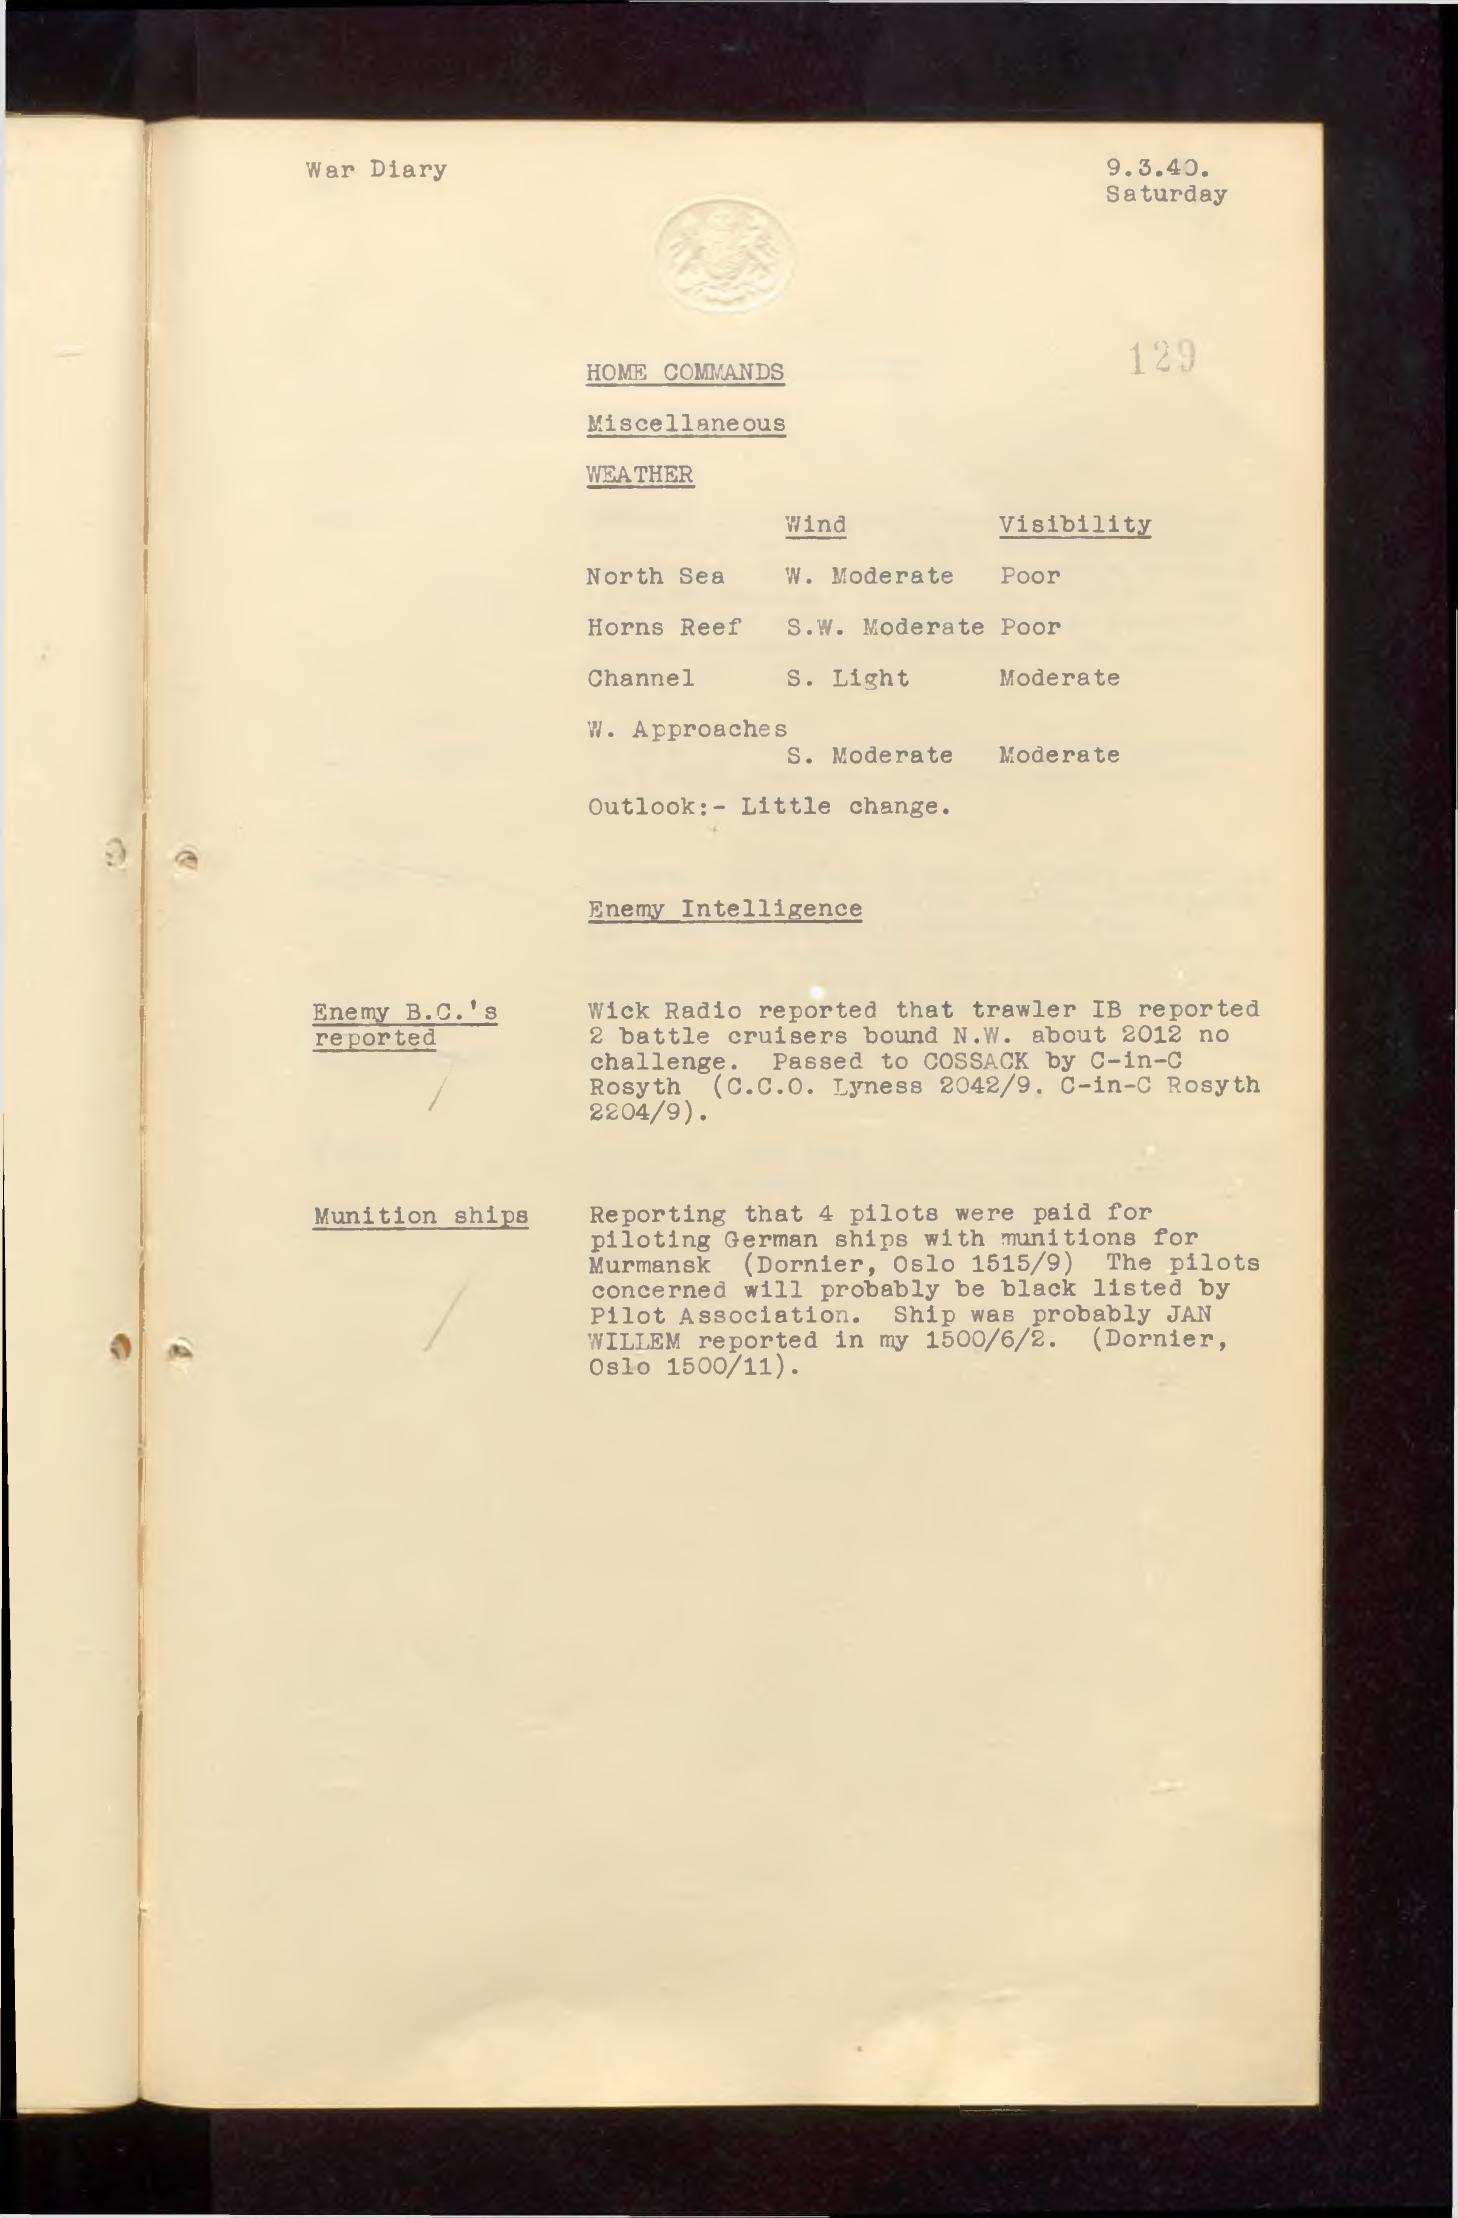 War Diary
9.3.40.
Saturday
129
HOME COMMANDS
Miscellaneous
WEATHER
Wind Visibility
North Sea W. Moderate Poor
Horns Reef S.W. Moderate Poor
Channel S. Light Moderate
W. Approaches
S. Moderate Moderate
Outlook:- Little change.
Enemy Intelligence
Enemy B.C.'s
reported
Wick Radio reported that trawler IB reported
2 battle cruisers bound N.W. about 2012 no
challenge. Passed to COSSACK by C-in-C
Rosyth (C.C.O. Lyness 2042/9. C-in-C Rosyth
2204/9).
Munition ships
Reporting that 4 pilots were paid for
piloting German ships with munitions for
Murmansk (Dornier, Oslo 1515/9) The pilots
concerned will probably be black listed by
Pilot Association. Ship was probably JAN
WILLEM reported in my 1500/6/2. (Dornier,
Oslo 1500/11).